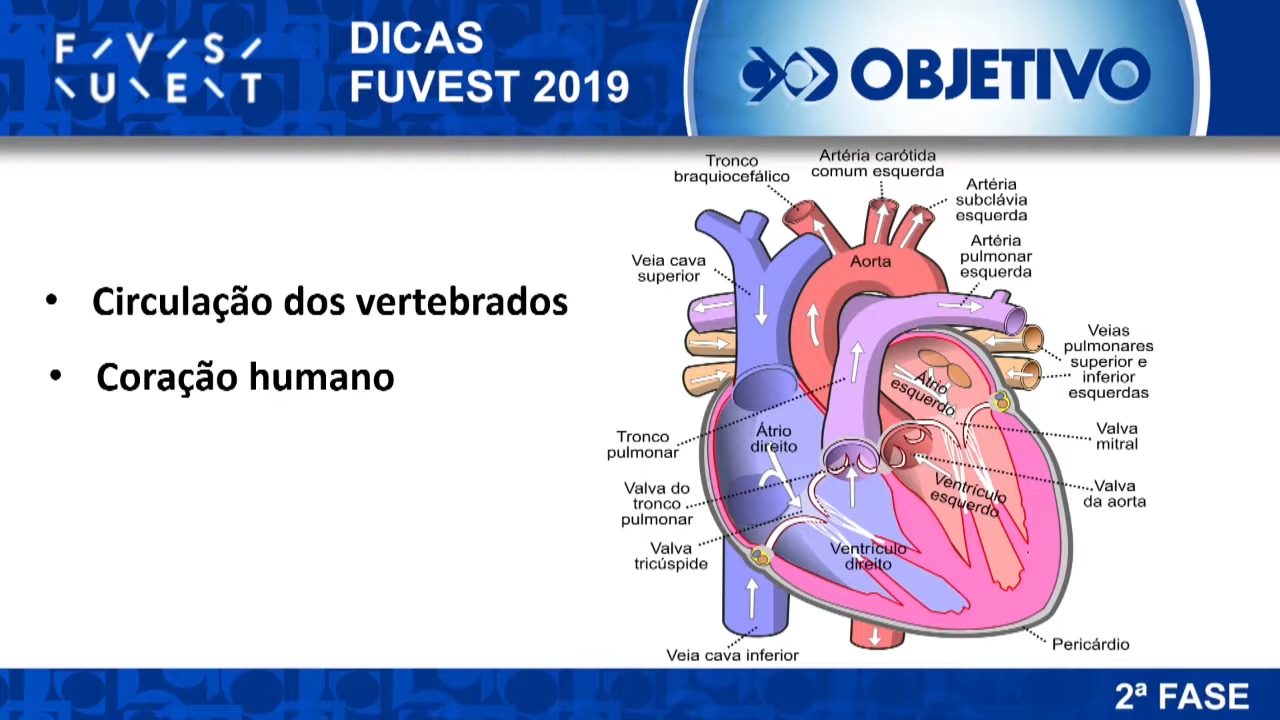 F/V/S/
\U\E\T
DICAS
FUVEST 2019
OBJETIVO
• Circulação dos vertebrados
• Coração humano
Tronco
braquiocefálico
Artéria carótida
comum esquerda
Artéria
subclávia
esquerda
Artéria
pulmonar
esquerda
Veia cava
superior
Aorta
Veias
pulmonares
superior e
inferior
esquerdas
Átrio
esquerdo
Átrio
direito
Valva
mitral
Tronco
pulmonar
Valva
da aorta
Ventrículo
esquerdo
Valva do
tronco
pulmonar
Valva
tricúspide
Ventrículo
direito
Pericárdio
Veia cava inferior
2ª FASE